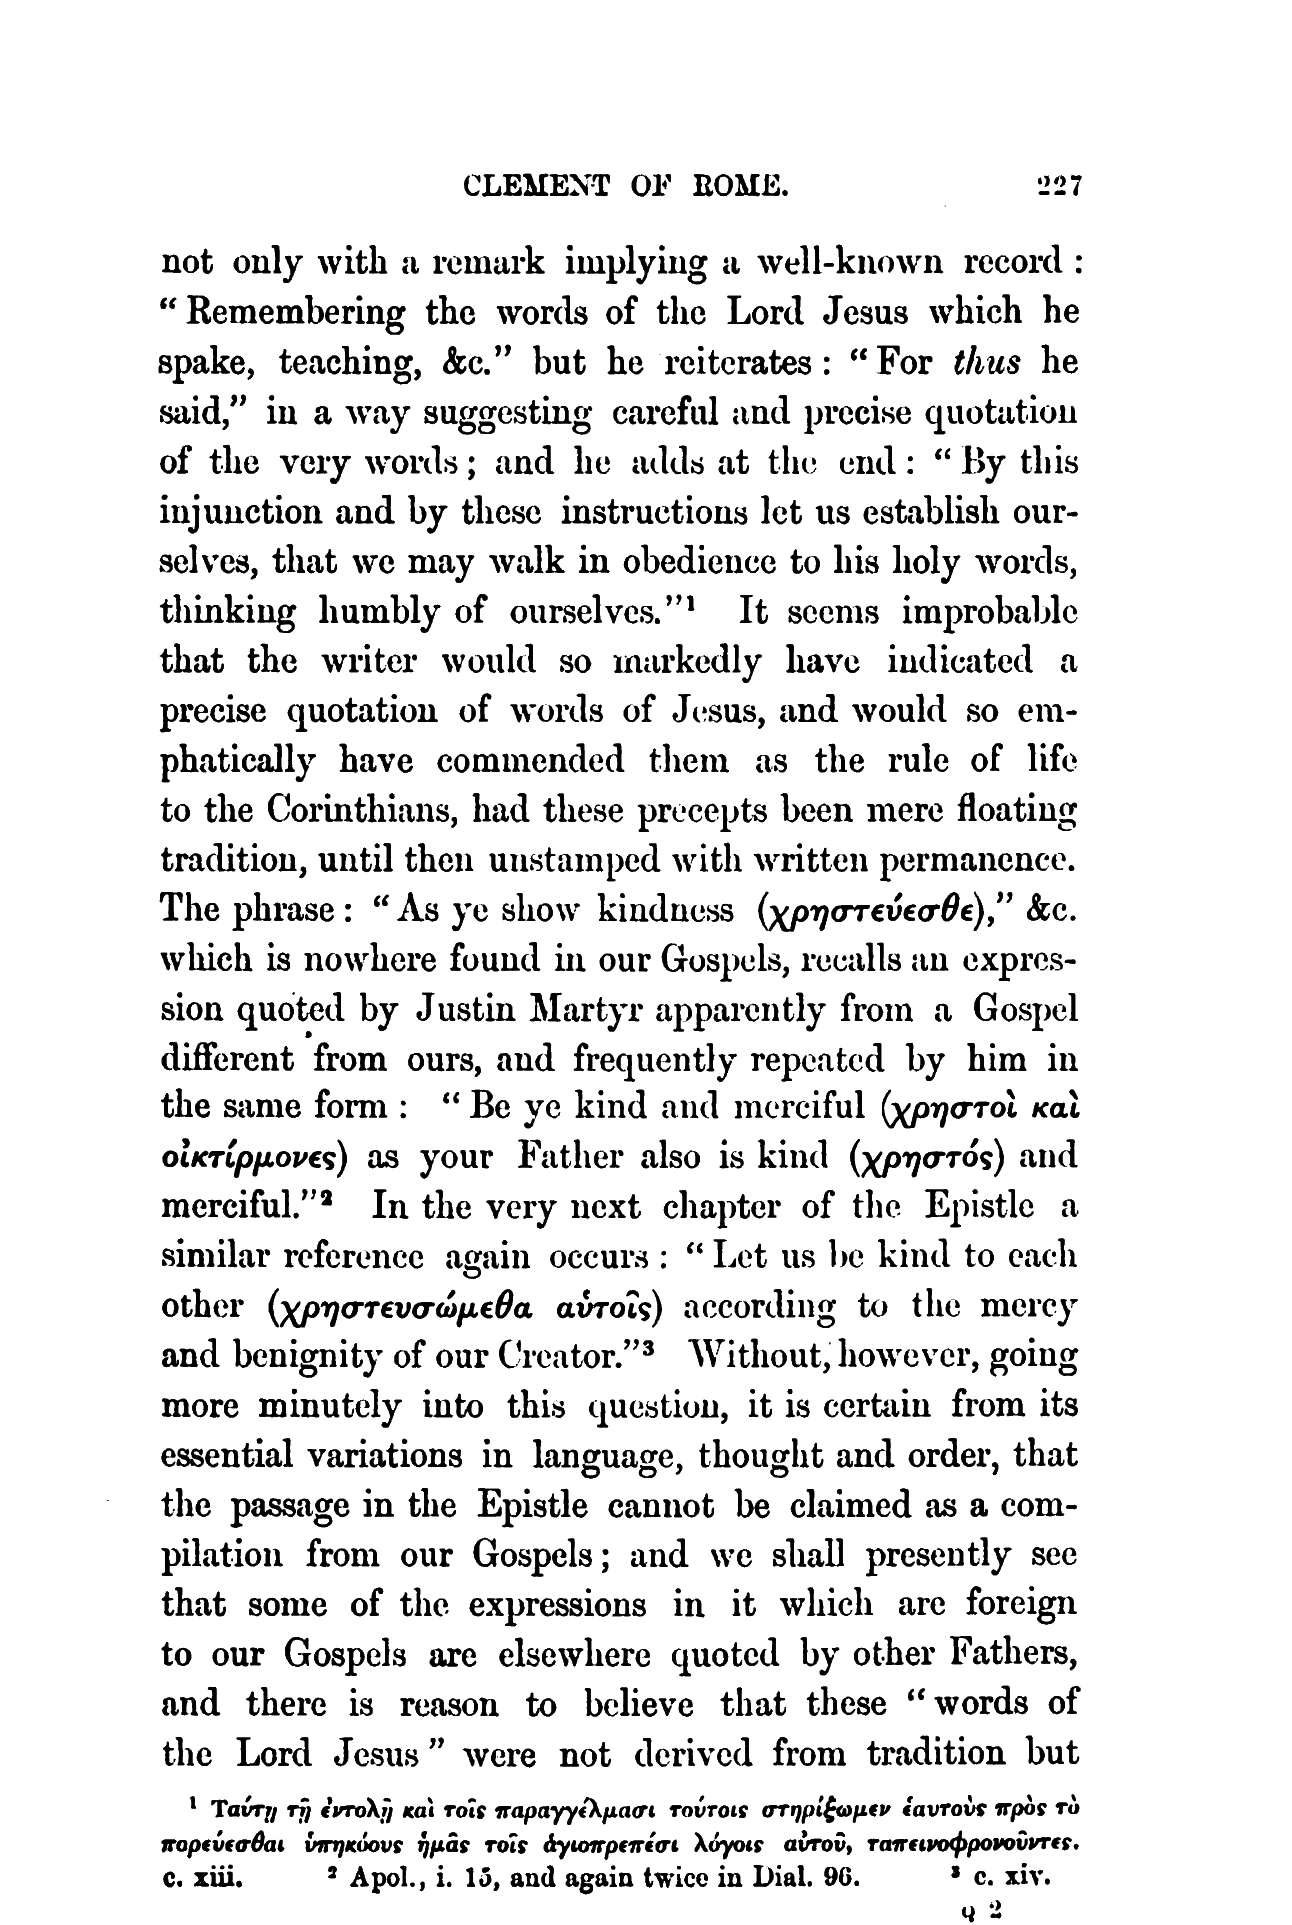 CLEMENT OF ROME. 227
not only with a remark implying a well-known record :
“ Remembering the words of the Lord Jesus which he
spake, teaching, &c.” but he reiterates : “ For thus he
said,” in a way suggesting careful and precise quotation
of the very words ; and he adds at the end : “ By this
injunction and by these instructions let us establish our-
selves, that we may walk in obedience to his holy words,
thinking humbly of ourselves.”¹ It seems improbable
that the writer would so markedly have indicated a
precise quotation of words of Jesus, and would so em-
phatically have commended them as the rule of life
to the Corinthians, had these precepts been mere floating
tradition, until then unstamped with written permanence.
The phrase : “ As ye show kindness (χρηστεύεσθε),” &c.
which is nowhere found in our Gospels, recalls an expres-
sion quoted by Justin Martyr apparently from a Gospel
different from ours, and frequently repeated by him in
the same form : “ Be ye kind and merciful (χρηστοὶ καὶ
οἰκτίρμονες) as your Father also is kind (χρηστός) and
merciful.”² In the very next chapter of the Epistle a
similar reference again occurs : “ Let us be kind to each
other (χρηστευσώμεθα αὐτοῖς) according to the mercy
and benignity of our Creator.”³ Without, however, going
more minutely into this question, it is certain from its
essential variations in language, thought and order, that
the passage in the Epistle cannot be claimed as a com-
pilation from our Gospels ; and we shall presently see
that some of the expressions in it which are foreign
to our Gospels are elsewhere quoted by other Fathers,
and there is reason to believe that these “ words of
the Lord Jesus ” were not derived from tradition but
¹ Ταύτῃ τῇ ἐντολῇ καὶ τοῖς παραγγέλμασι τούτοις στηρίξωμεν ἑαυτοὺς πρὸς τὸ
πορεύεσθαι ὑπηκόους ἡμᾶς τοῖς ἁγιοπρεπέσι λόγοις αὐτοῦ, ταπεινοφρονοῦντες.
c. xiii. ² Apol., i. 15, and again twice in Dial. 96. ³ c. xiv.
Q 2